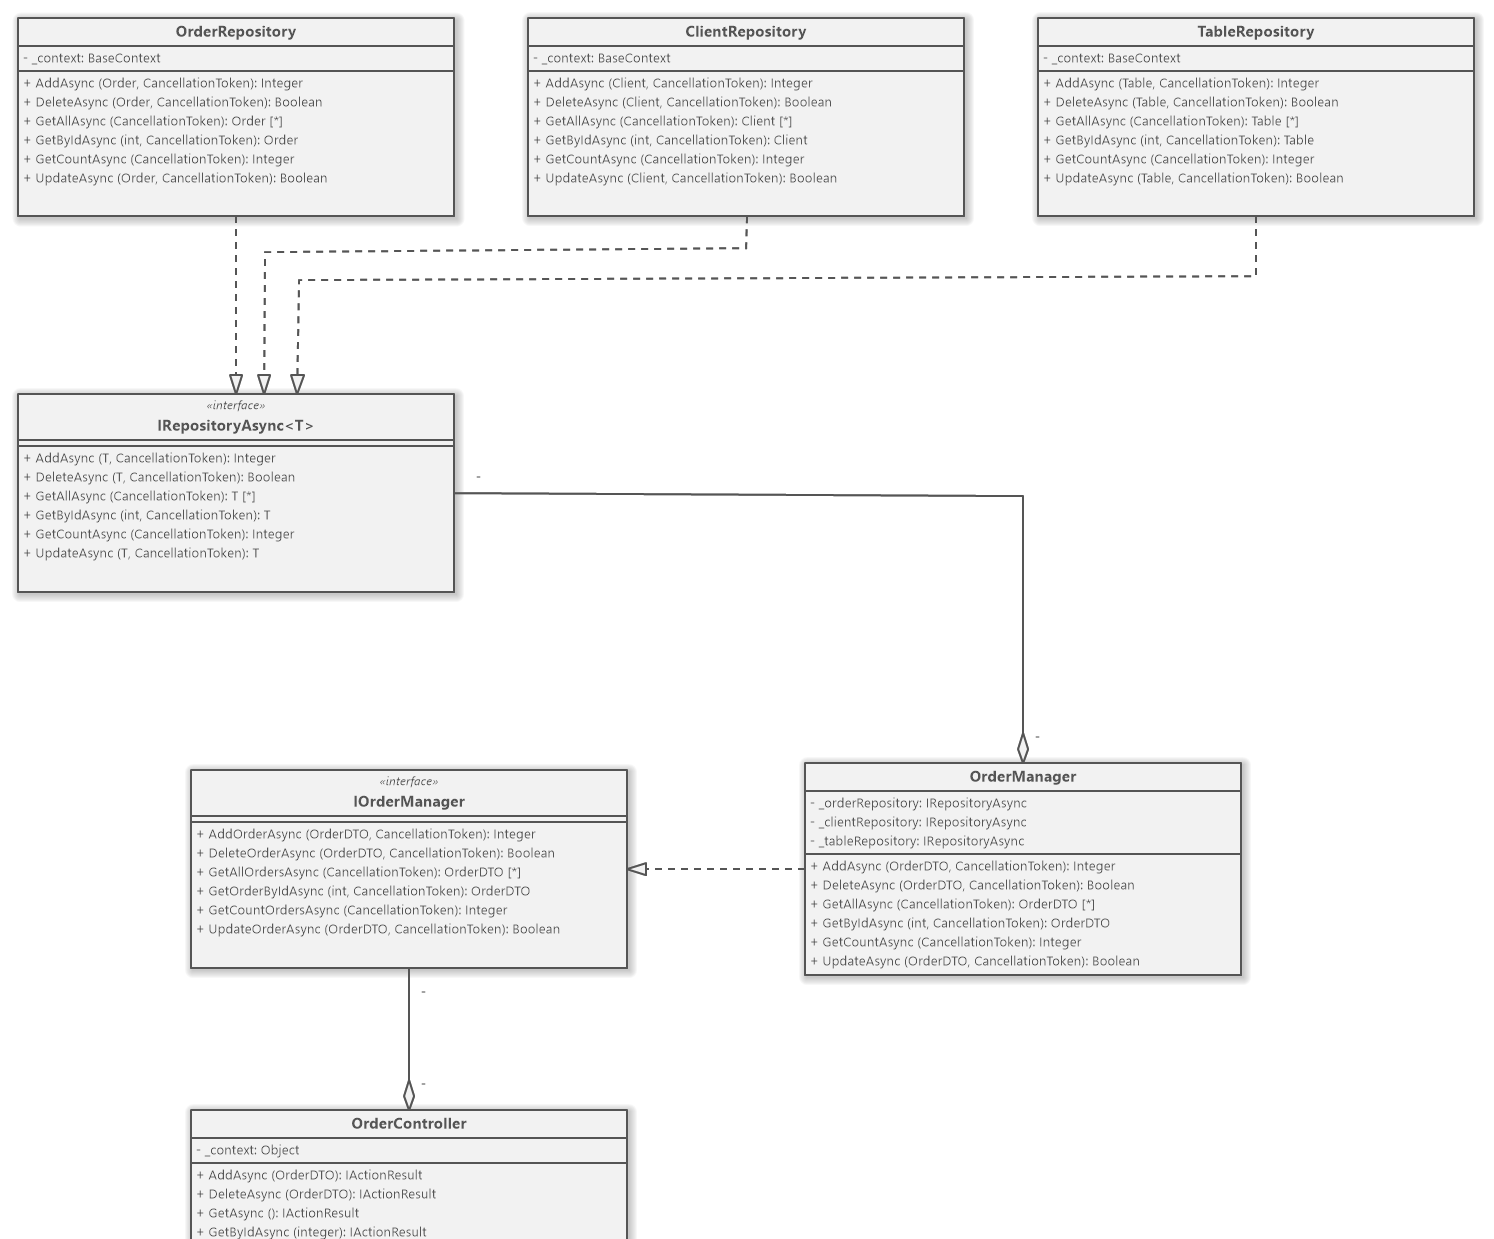 OrderRepository
- _context: BaseContext
+ AddAsync (Order, CancellationToken): Integer
+ DeleteAsync (Order, CancellationToken): Boolean
+ GetAllAsync (CancellationToken): Order [*]
+ GetByIdAsync (int, CancellationToken): Order
+ GetCountAsync (CancellationToken): Integer
+ UpdateAsync (Order, CancellationToken): Boolean
ClientRepository
- _context: BaseContext
+ AddAsync (Client, CancellationToken): Integer
+ DeleteAsync (Client, CancellationToken): Boolean
+ GetAllAsync (CancellationToken): Client [*]
+ GetByIdAsync (int, CancellationToken): Client
+ GetCountAsync (CancellationToken): Integer
+ UpdateAsync (Client, CancellationToken): Boolean
TableRepository
- _context: BaseContext
+ AddAsync (Table, CancellationToken): Integer
+ DeleteAsync (Table, CancellationToken): Boolean
+ GetAllAsync (CancellationToken): Table [*]
+ GetByIdAsync (int, CancellationToken): Table
+ GetCountAsync (CancellationToken): Integer
+ UpdateAsync (Table, CancellationToken): Boolean
«interface»
IRepositoryAsync<T>
+ AddAsync (T, CancellationToken): Integer
+ DeleteAsync (T, CancellationToken): Boolean
+ GetAllAsync (CancellationToken): T [*]
+ GetByIdAsync (int, CancellationToken): T
+ GetCountAsync (CancellationToken): Integer
+ UpdateAsync (T, CancellationToken): T
-
-
«interface»
IOrderManager
+ AddOrderAsync (OrderDTO, CancellationToken): Integer
+ DeleteOrderAsync (OrderDTO, CancellationToken): Boolean
+ GetAllOrdersAsync (CancellationToken): OrderDTO [*]
+ GetOrderByIdAsync (int, CancellationToken): OrderDTO
+ GetCountOrdersAsync (CancellationToken): Integer
+ UpdateOrderAsync (OrderDTO, CancellationToken): Boolean
OrderManager
- _orderRepository: IRepositoryAsync
- _clientRepository: IRepositoryAsync
- _tableRepository: IRepositoryAsync
+ AddAsync (OrderDTO, CancellationToken): Integer
+ DeleteAsync (OrderDTO, CancellationToken): Boolean
+ GetAllAsync (CancellationToken): OrderDTO [*]
+ GetByIdAsync (int, CancellationToken): OrderDTO
+ GetCountAsync (CancellationToken): Integer
+ UpdateAsync (OrderDTO, CancellationToken): Boolean
-
-
OrderController
- _context: Object
+ AddAsync (OrderDTO): IActionResult
+ DeleteAsync (OrderDTO): IActionResult
+ GetAsync (): IActionResult
+ GetByIdAsync (integer): IActionResult